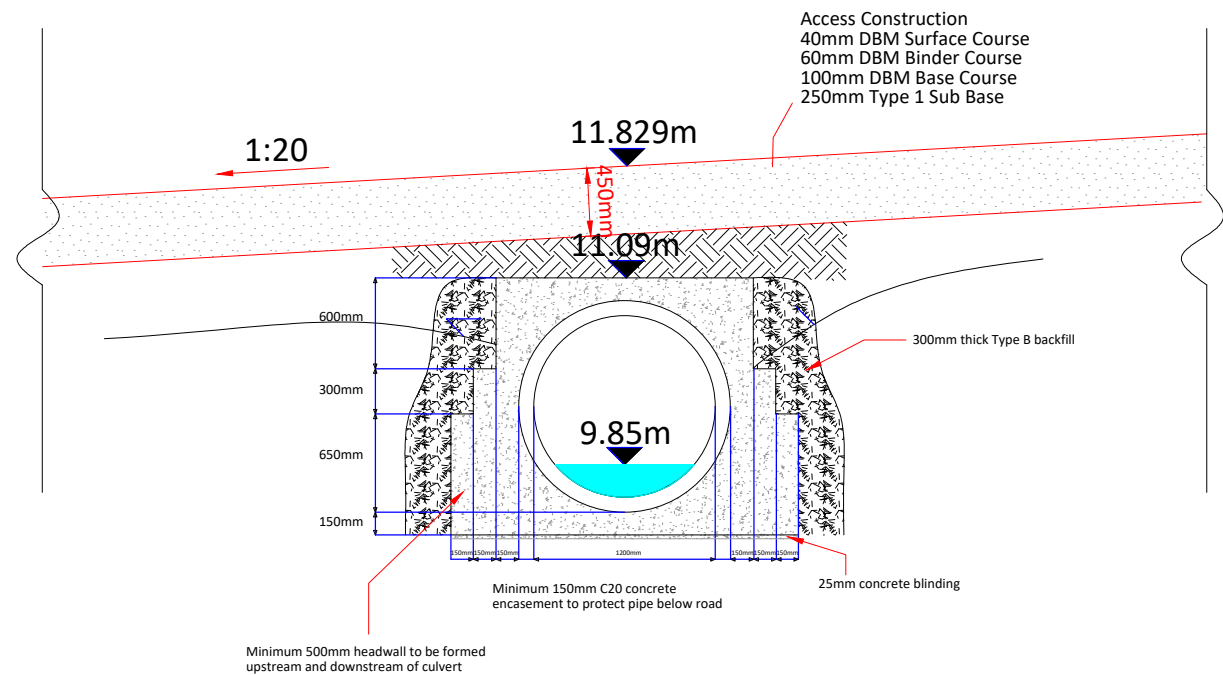 Access Construction
40mm DBM Surface Course
60mm DBM Binder Course
100mm DBM Base Course
250mm Type 1 Sub Base
11.829m
1:20
450mm
11.09m
600mm
300mm thick Type B backfill
300mm
9.85m
650mm
150mm
150mm 150mm 150mm 1200mm 150mm 150mm 150mm
25mm concrete blinding
Minimum 150mm C20 concrete
encasement to protect pipe below road
Minimum 500mm headwall to be formed
upstream and downstream of culvert